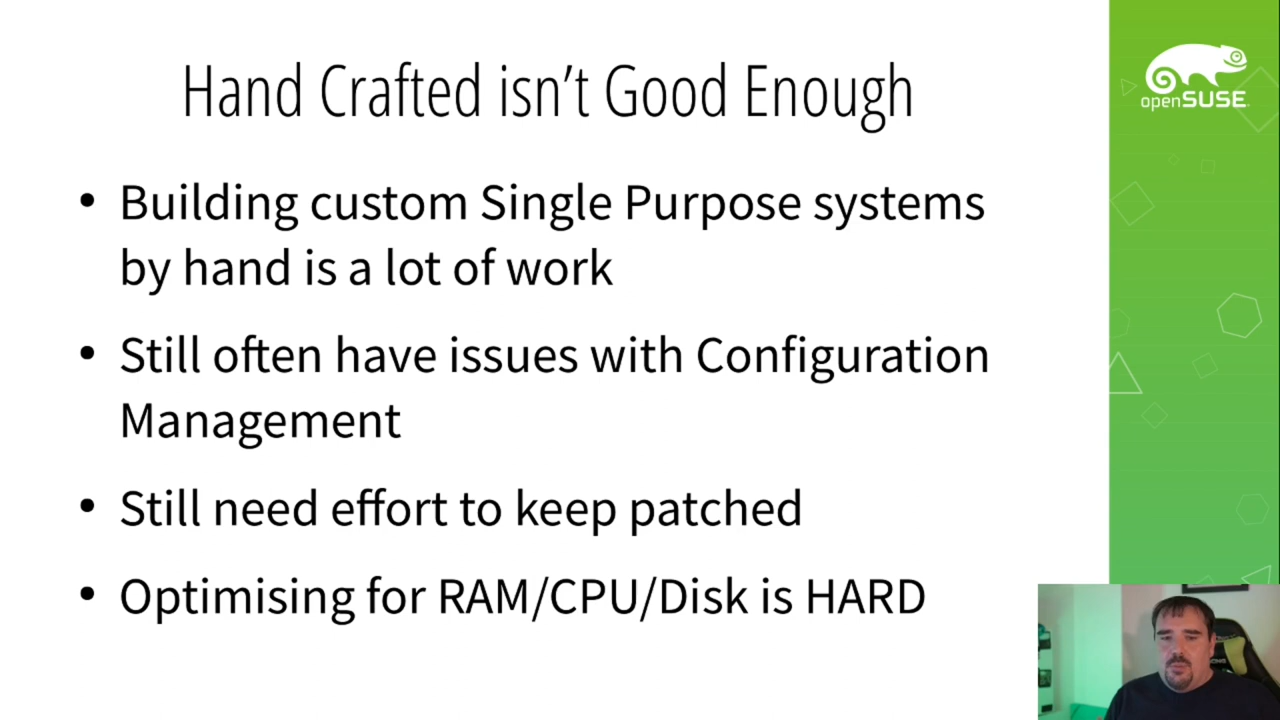 Hand Crafted isn’t Good Enough
openSUSE
• Building custom Single Purpose systems
by hand is a lot of work
• Still often have issues with Configuration
Management
• Still need effort to keep patched
• Optimising for RAM/CPU/Disk is HARD